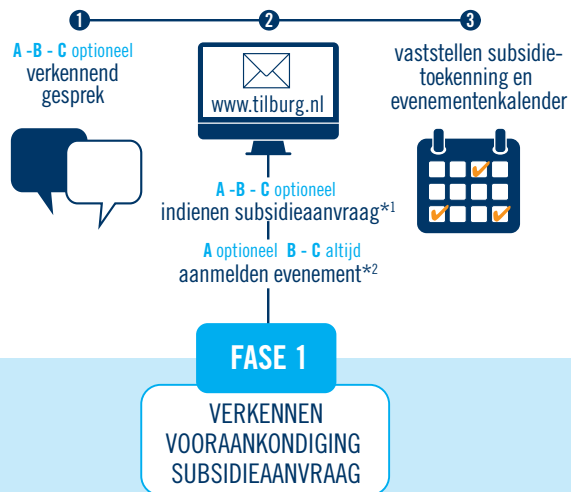 1
A -B - C optioneel
verkennend
gesprek
2
www.tilburg.nl
A -B - C optioneel
indienen subsidieaanvraag*1
A optioneel B - C altijd
aanmelden evenement*2
3
vaststellen subsidie-
toekenning en
evenementenkalender
FASE 1
VERKENNEN
VOORAANKONDIGING
SUBSIDIEAANVRAAG